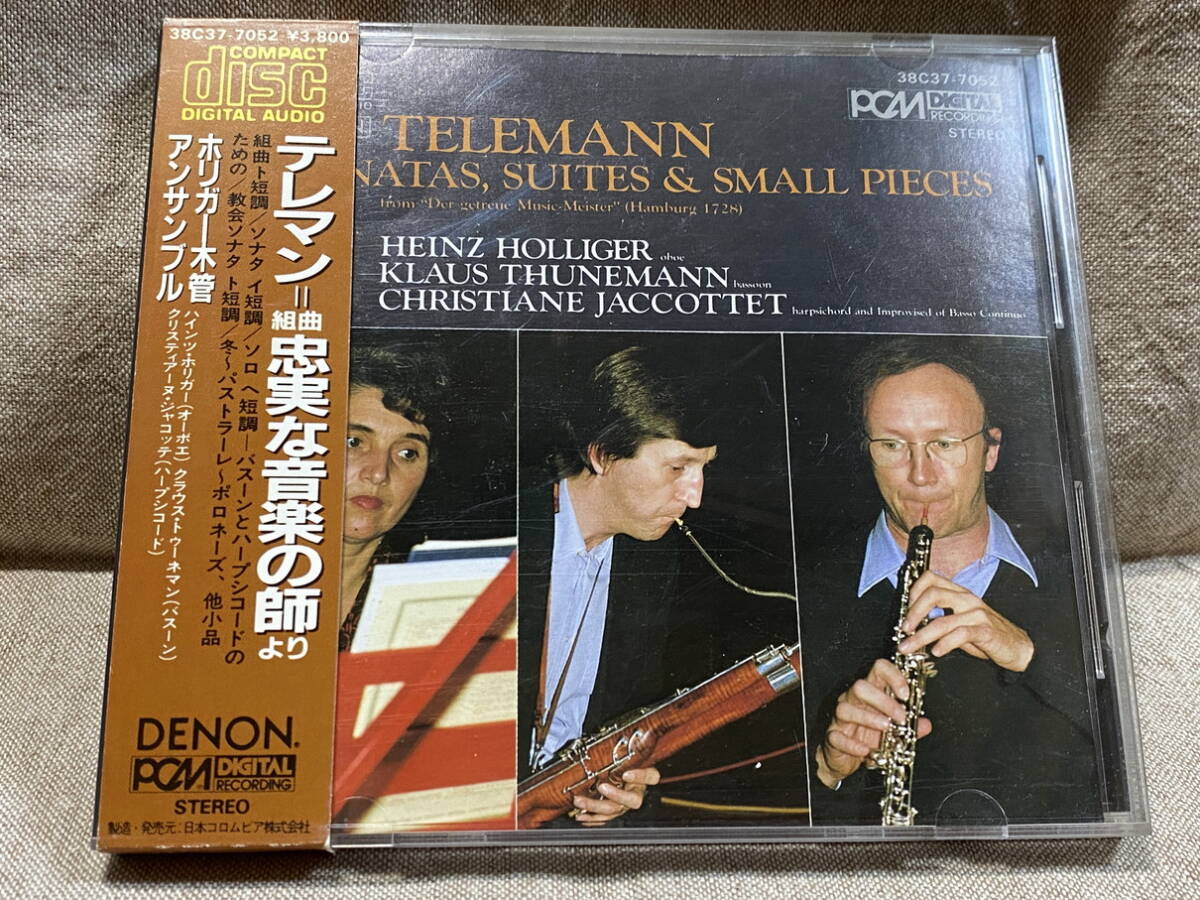 38C37-7052 ¥3,800
COMPACT
disc
DIGITAL AUDIO
テレマン=組曲 忠実な音楽の師より
組曲ト短調/ソナタ イ短調/ソロ ヘ短調—バスーンとハープシコードの
ための/教会ソナタ ト短調/冬〜パストラーレ〜ポロネーズ、他小品
ホリガー木管
アンサンブル
ハインツ・ホリガー(オーボエ) クラウス・トゥーネマン(バスーン)
クリスティアーヌ・ジャコッテ(ハープシコード)
DENON®
PCM DIGITAL
RECORDING
STEREO
製造・発売元:日本コロムビア株式会社
38C37-7052
PCM DIGITAL
RECORDING
STEREO
TELEMANN
NATAS, SUITES & SMALL PIECES
from "Der getreue Music-Meister" (Hamburg 1728)
HEINZ HOLLIGER oboe
KLAUS THUNEMANN bassoon
CHRISTIANE JACCOTTET harpsichord and Improvised of Basso Continuo